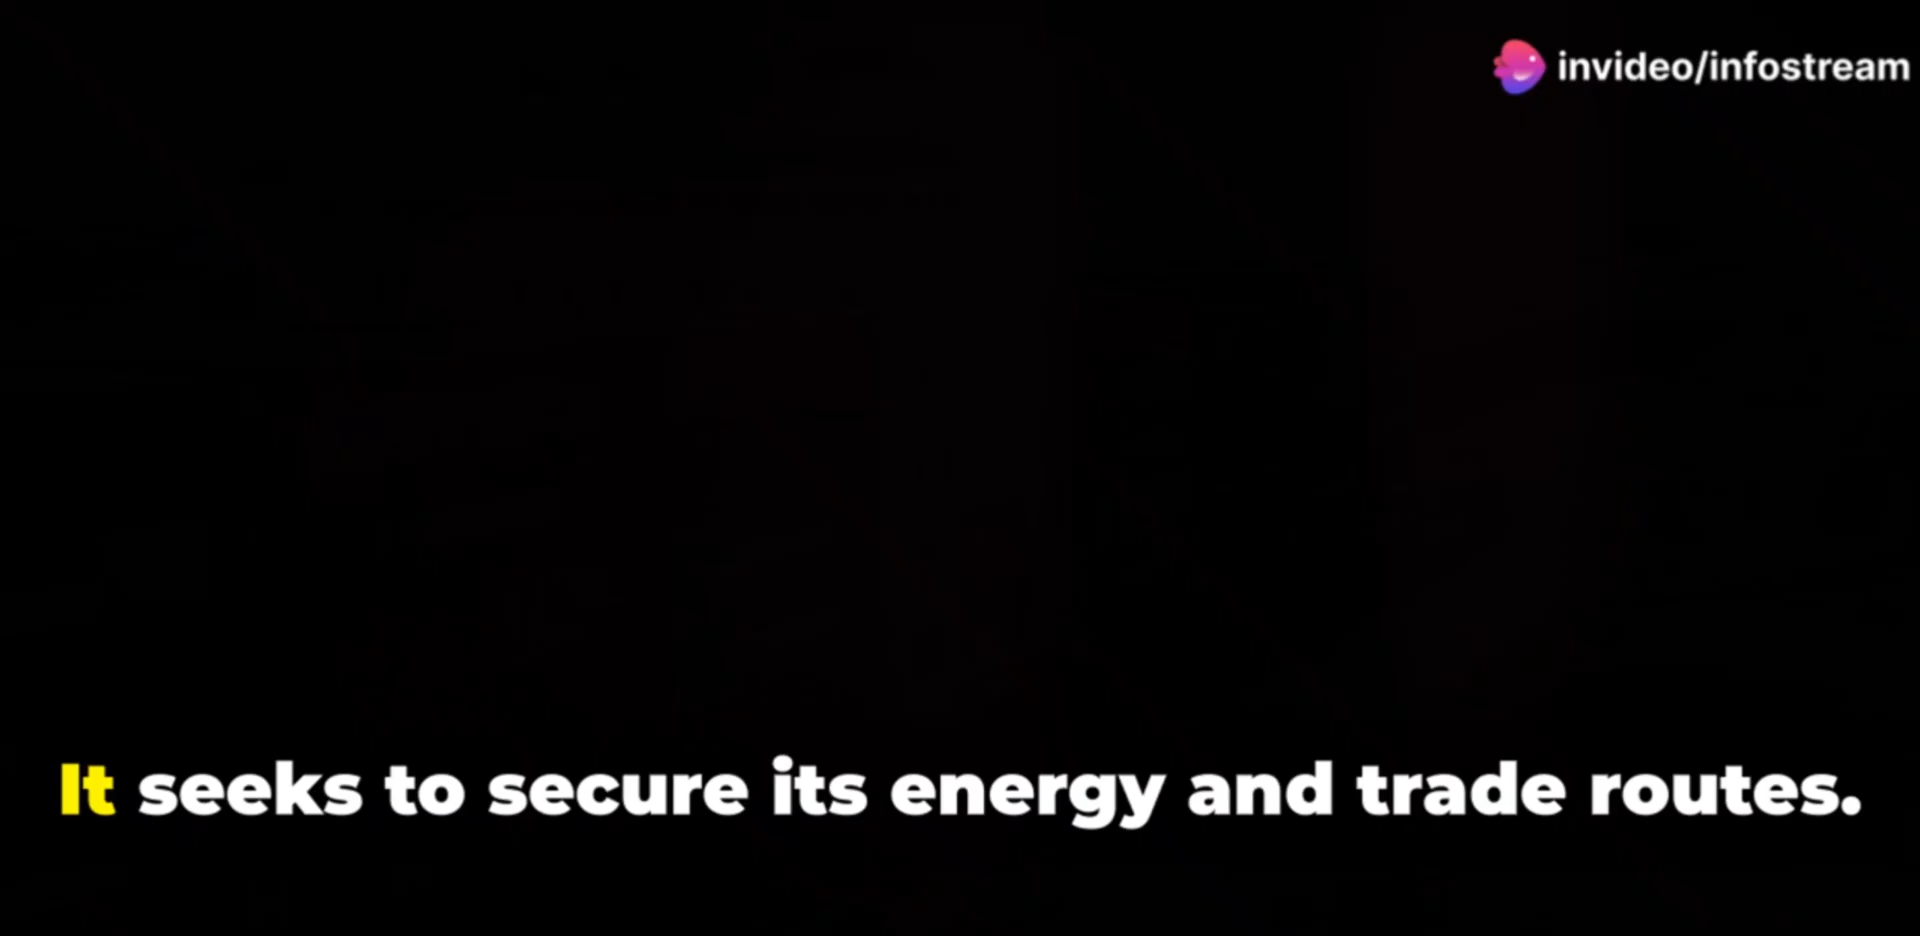 invideo/infostream
It seeks to secure its energy and trade routes.